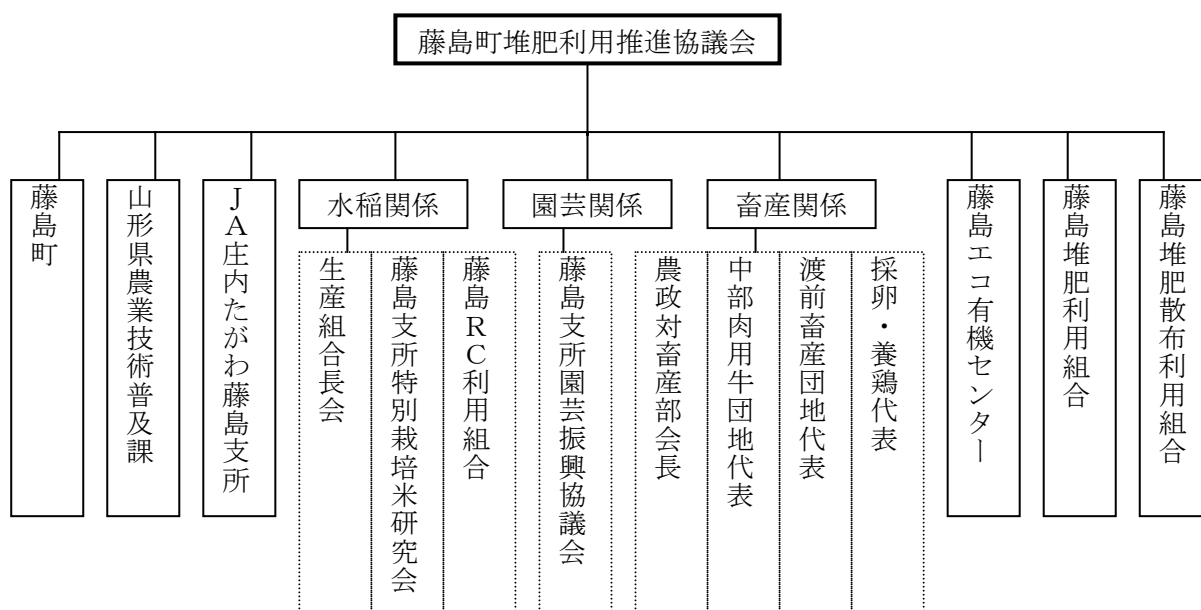 藤島町堆肥利用推進協議会
藤島町
山形県農業技術普及課
ＪＡ庄内たがわ藤島支所
水稲関係
生産組合長会
藤島支所特別栽培米研究会
藤島ＲＣ利用組合
園芸関係
藤島支所園芸振興協議会
畜産関係
農政対畜産部会長
中部肉用牛団地代表
渡前畜産団地代表
採卵・養鶏代表
藤島エコ有機センター
藤島堆肥利用組合
藤島堆肥散布利用組合